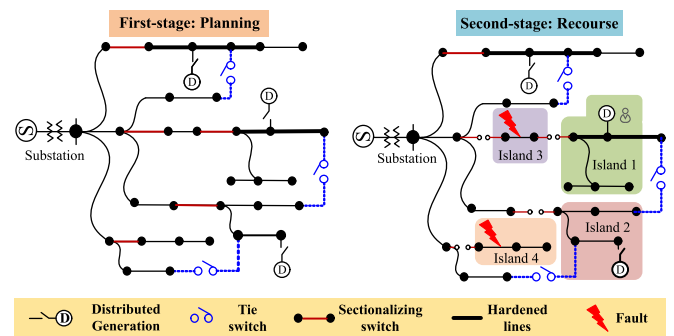 First-stage: Planning
Second-stage: Recourse
D
D
D
D
S
Substation
D
S
Substation
Island 3
Island 1
Island 2
Island 4
D
D
D
Distributed Generation
Tie switch
Sectionalizing switch
Hardened lines
Fault